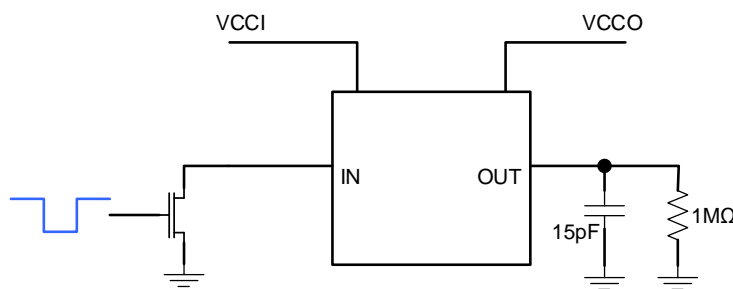 VCCI
VCCO
IN
OUT
15pF
1MΩ